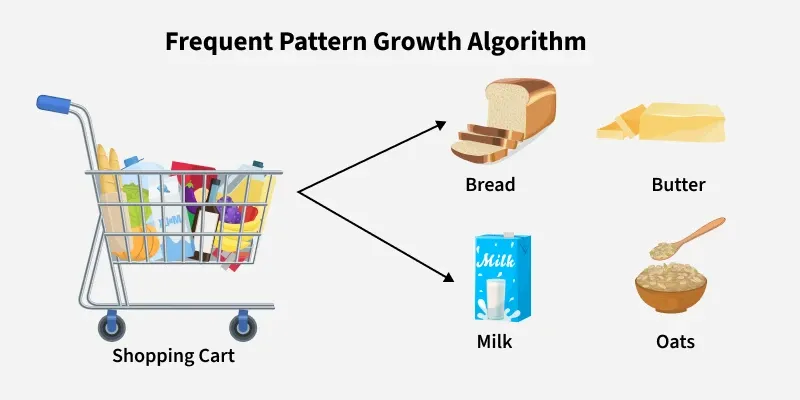 Frequent Pattern Growth Algorithm
Bread
Butter
Milk
Milk
Oats
Shopping Cart